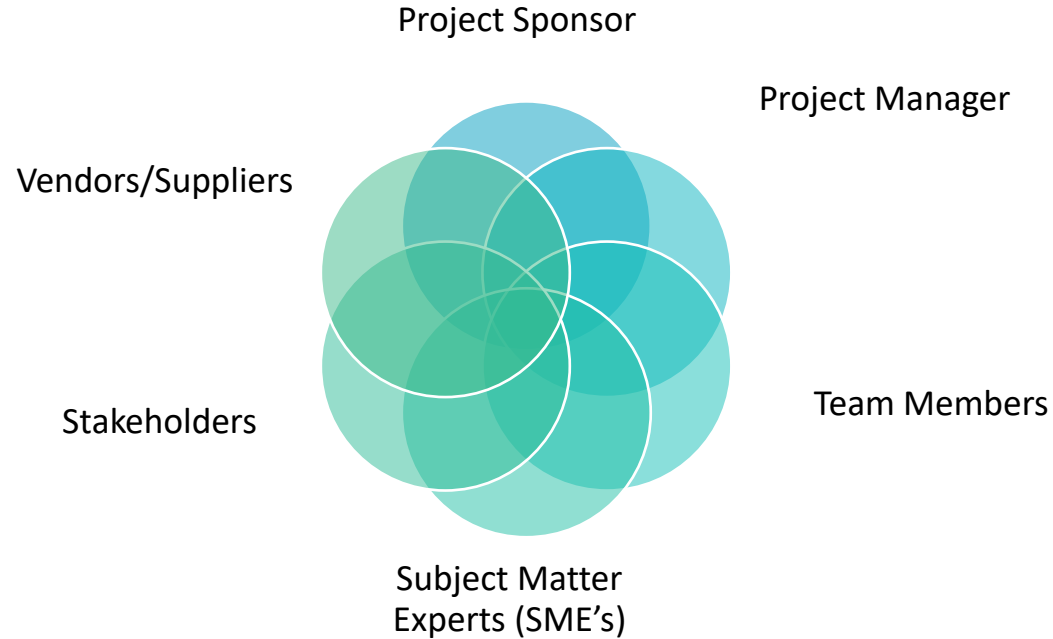 Project Sponsor
Project Manager
Vendors/Suppliers
Team Members
Stakeholders
Subject Matter
Experts (SME's)